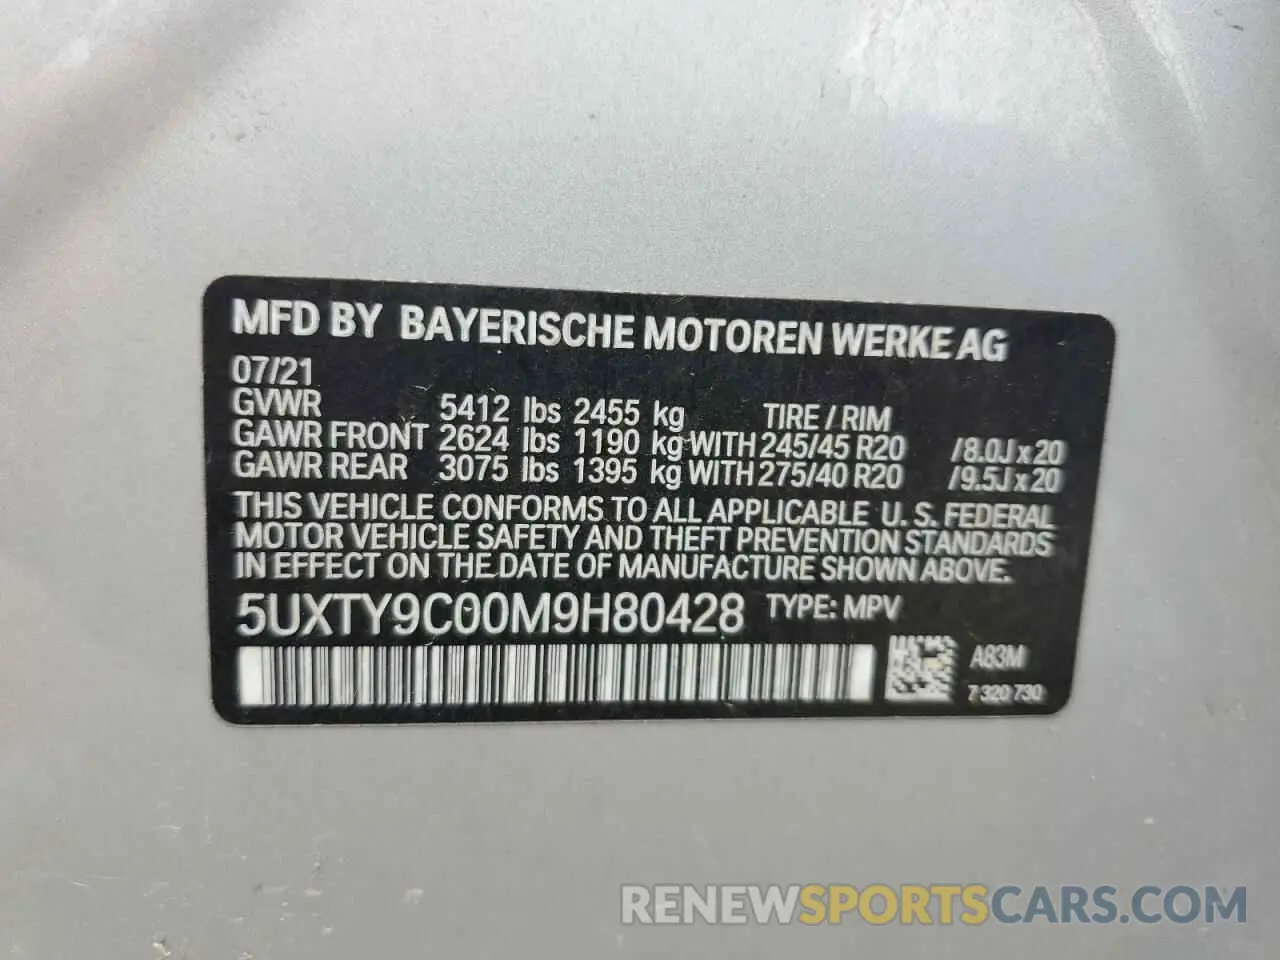 MFD BY BAYERISCHE MOTOREN WERKE AG
07/21
GVWR 5412 lbs 2455 kg TIRE / RIM
GAWR FRONT 2624 lbs 1190 kg WITH 245/45 R20 /8.0J x 20
GAWR REAR 3075 lbs 1395 kg WITH 275/40 R20 /9.5J x 20
THIS VEHICLE CONFORMS TO ALL APPLICABLE U. S. FEDERAL
MOTOR VEHICLE SAFETY AND THEFT PREVENTION STANDARDS
IN EFFECT ON THE DATE OF MANUFACTURE SHOWN ABOVE.
5UXTY9C00M9H80428 TYPE: MPV
A83M
7 320 730
RENEWSPORTSCARS.COM